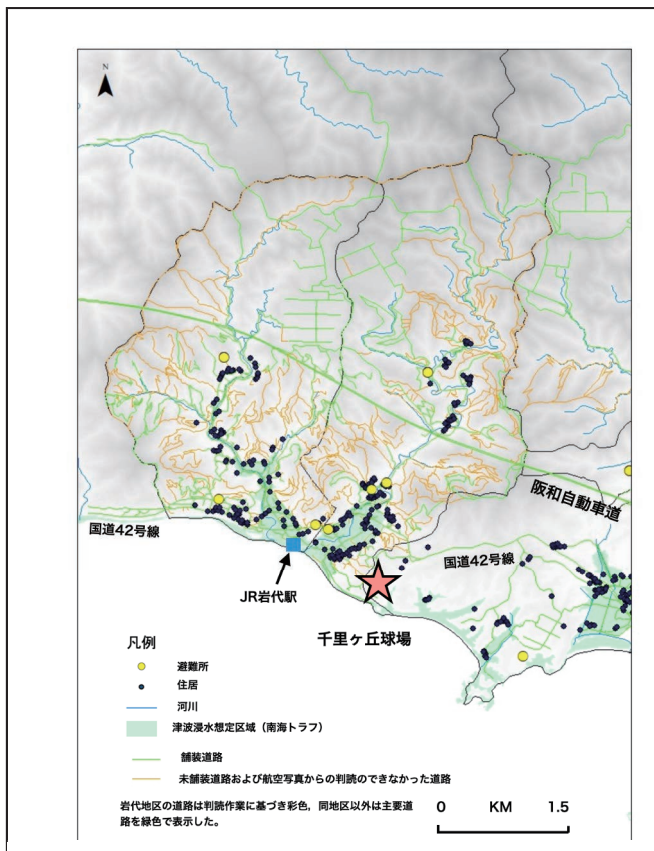 N
阪和自動車道
国道42号線
国道42号線
JR岩代駅
千里ヶ丘球場
凡例
避難所
住居
河川
津波浸水想定区域（南海トラフ）
舗装道路
未舗装道路および航空写真からの判読のできなかった道路
岩代地区の道路は判読作業に基づき彩色，同地区以外は主要道
路を緑色で表示した。
0 KM 1.5